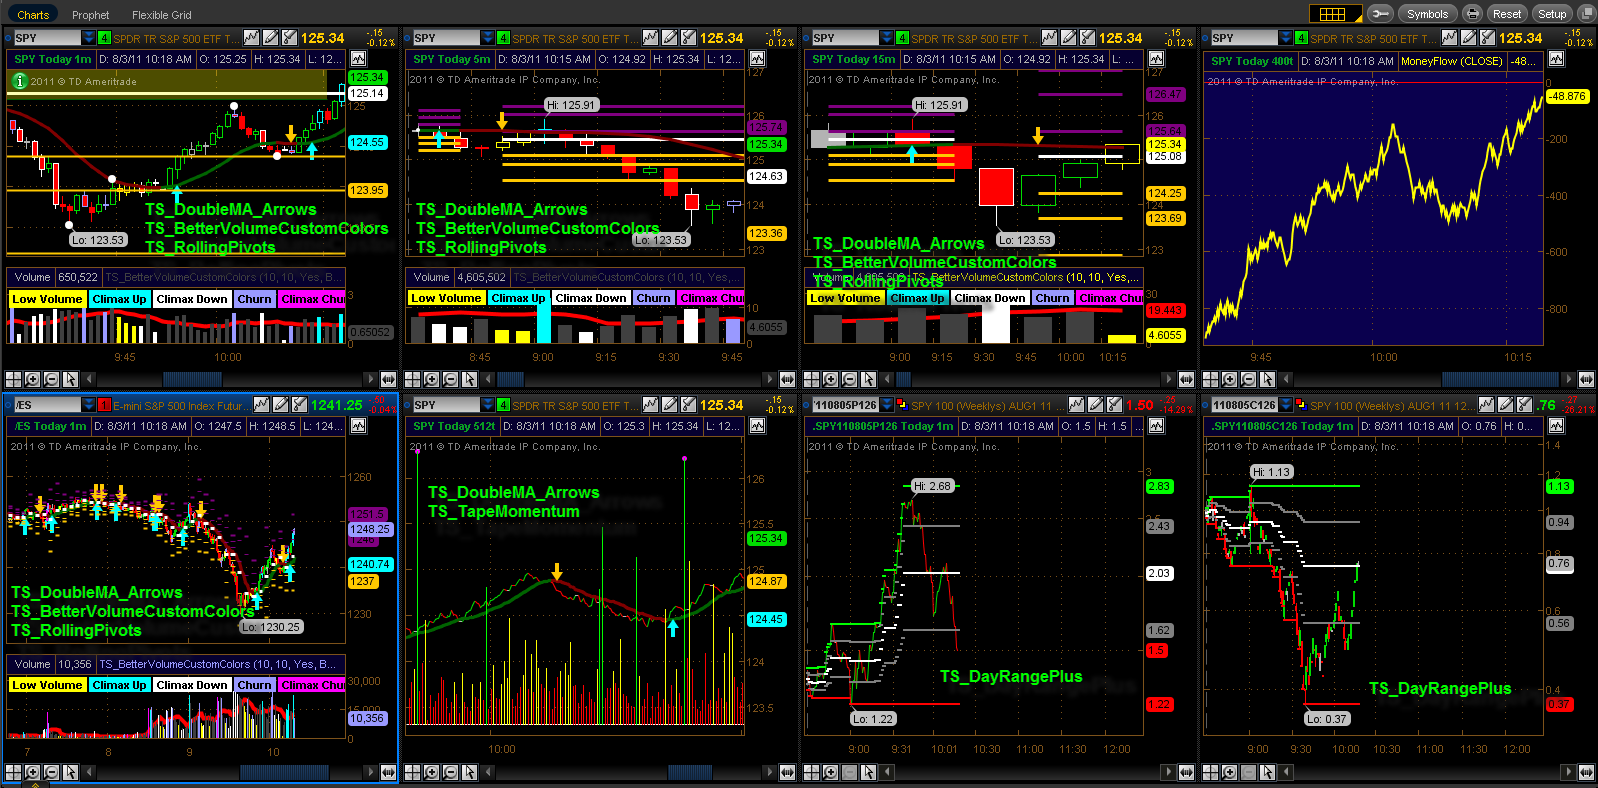 Charts Prophet Flexible Grid Symbols Reset Setup
SPY 4 SPDR TR S&P 500 ETF T... 125.34 -.15 -0.12%
SPY Today 1m D: 8/3/11 10:18 AM O: 125.25 H: 125.34 L:...
2011 © TD Ameritrade
125.34
125.14
125
124.55
123.95
Lo: 123.53
TS_DoubleMA_Arrows
TS_BetterVolumeCustomColors
TS_RollingPivots
Volume 650,522 TS_BetterVolumeCustomColors (10, 10, Yes, B...
Low Volume Climax Up Climax Down Churn Climax Chu
3
0.65052
0
9:45 10:00
SPY 4 SPDR TR S&P 500 ETF T... 125.34 -.15 -0.12%
SPY Today 5m D: 8/3/11 10:15 AM O: 124.92 H: 125.34 L:...
2011 © TD Ameritrade IP Company, Inc.
127
Hi: 125.91
126
125.74
125.34
125
124.63
124
123.36
123
Lo: 123.53
TS_DoubleMA_Arrows
TS_BetterVolumeCustomColors
TS_RollingPivots
Volume 4,605,502 TS_BetterVolumeCustomColors (10, 10, Yes,...
Low Volume Climax Up Climax Down Churn Climax Chu
10
4.6055
0
8:45 9:00 9:15 9:30 9:45
SPY 4 SPDR TR S&P 500 ETF T... 125.34 -.15 -0.12%
SPY Today 15m D: 8/3/11 10:15 AM O: 124.92 H: 125.34 L:...
2011 © TD Ameritrade IP Company, Inc.
127
126.47
Hi: 125.91
125.64
125.34
125.08
124.25
123.69
123
Lo: 123.53
TS_DoubleMA_Arrows
TS_BetterVolumeCustomColors
TS_RollingPivots
TS_BetterVolumeCustomColors (10, 10, Yes,...
Low Volume Climax Up Climax Down Churn Climax Chu
30
19.443
4.6055
0
9:00 9:15 9:30 9:45 10:00 10:15
SPY 4 SPDR TR S&P 500 ETF T... 125.34 -.15 -0.12%
SPY Today 400t D: 8/3/11 10:18 AM MoneyFlow (CLOSE) -48...
2011 © TD Ameritrade IP Company, Inc.
0
-48.876
-200
-400
-600
-800
9:45 10:00 10:15
/ES 1 E-mini S&P 500 Index Futur... 1241.25 -.50 -0.04%
/ES Today 1m D: 8/3/11 10:18 AM O: 1247.5 H: 1248.5 L: 124...
2011 © TD Ameritrade IP Company, Inc.
1260
1251.5
1248.25
1240.74
1237
1230
Lo: 1230.25
TS_DoubleMA_Arrows
TS_BetterVolumeCustomColors
TS_RollingPivots
Volume 10,356 TS_BetterVolumeCustomColors (10, 10, Yes, B...
Low Volume Climax Up Climax Down Churn Climax Chu
30,000
10,356
0
7 8 9 10
SPY 4 SPDR TR S&P 500 ETF T... 125.34 -.15 -0.12%
SPY Today 512t D: 8/3/11 10:18 AM O: 125.3 H: 125.34 L:...
2011 © TD Ameritrade IP Company, Inc.
TS_DoubleMA_Arrows
TS_TapeMomentum
126
125.5
125.34
124.87
124.45
124
123.5
10:00
'110805P126 SPY 100 (Weeklys) AUG1 11 ... 1.50 -.25 -14.29%
.SPY110805P126 Today 1m D: 8/3/11 10:18 AM O: 1.5 H: 1.5 ...
2011 © TD Ameritrade IP Company, Inc.
3
2.83
Hi: 2.68
2.43
2.03
1.62
1.5
1.22
Lo: 1.22
TS_DayRangePlus
9:00 9:31 10:01 10:30 11:00 11:30 12:00
110805C126 SPY 100 (Weeklys) AUG1 11 12... .76 -.27 -26.21%
.SPY110805C126 Today 1m D: 8/3/11 10:18 AM O: 0.76 H: 0...
2011 © TD Ameritrade IP Company, Inc.
1.4
Hi: 1.13
1.2
1.13
1
0.94
0.8
0.76
0.6
0.56
0.4
0.37
Lo: 0.37
TS_DayRangePlus
9:00 9:30 10:00 10:30 11:00 11:30 12:00